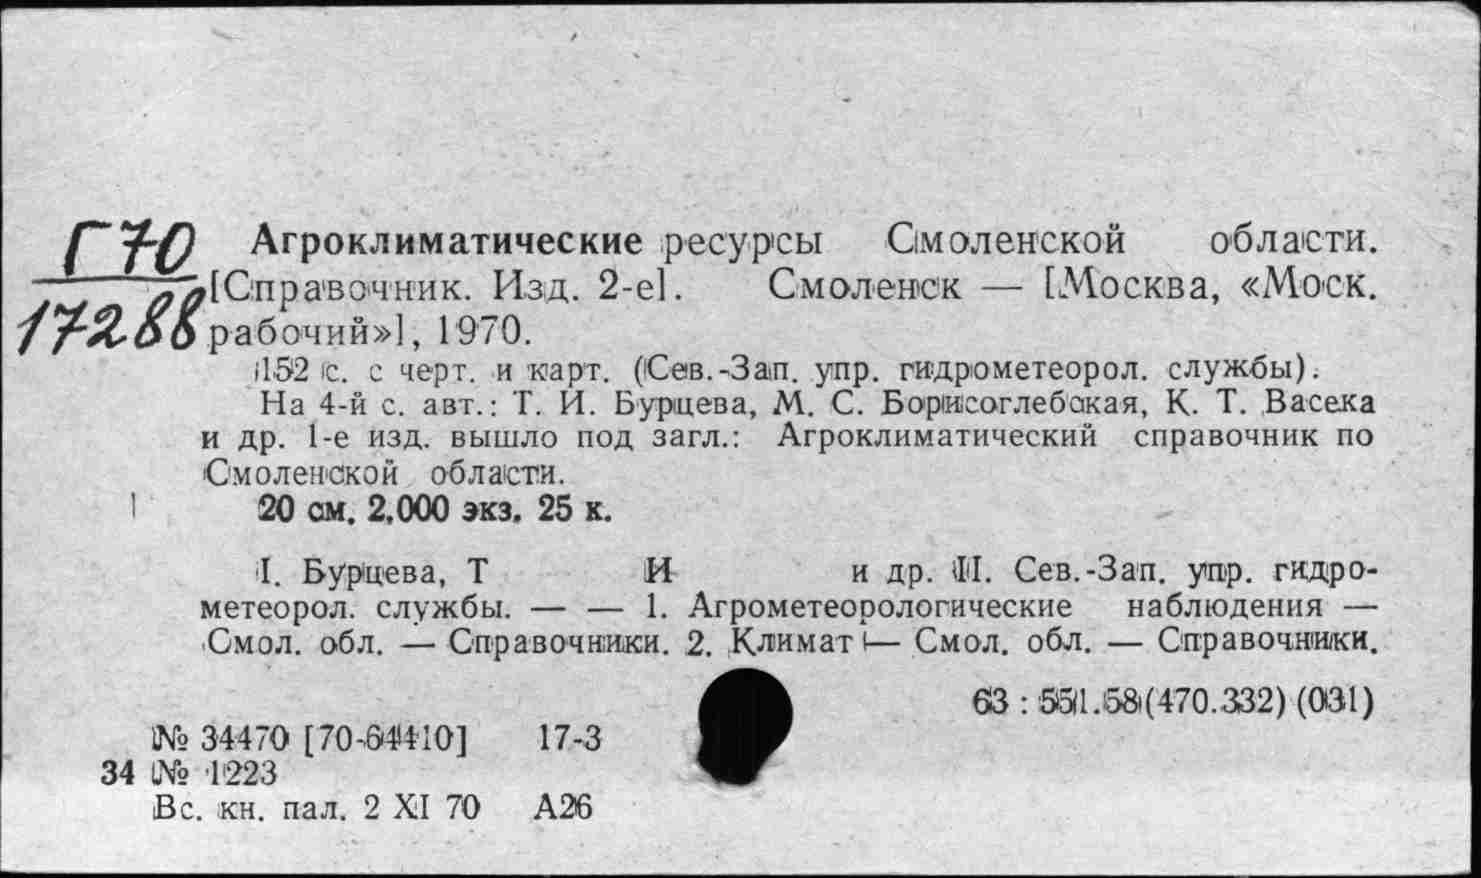 Г70
17288
Агроклиматические ресурсы Смоленской области.
[Справочник. Изд. 2-е]. Смоленск — [Москва, «Моск.
рабочий»], 1970.
152 с. с черт. и карт. (Сев.-Зап. упр. гидрометеорол. службы).
На 4-й с. авт.: Т. И. Бурцева, М. С. Борисоглебская, К. Т. Васека
и др. 1-е изд. вышло под загл.: Агроклиматический справочник по
Смоленской области.
20 см. 2.000 экз. 25 к.
I. Бурцева, Т И и др. II. Сев.-Зап. упр. гидро-
метеорол. службы. — — 1. Агрометеорологические наблюдения —
Смол. обл. — Справочники. 2. Климат — Смол. обл. — Справочники.
63 : 551.58(470.332) (031)
№ 34470 [70-64410] 17-3
34 № 1223
Вс. кн. пал. 2 XI 70 А26